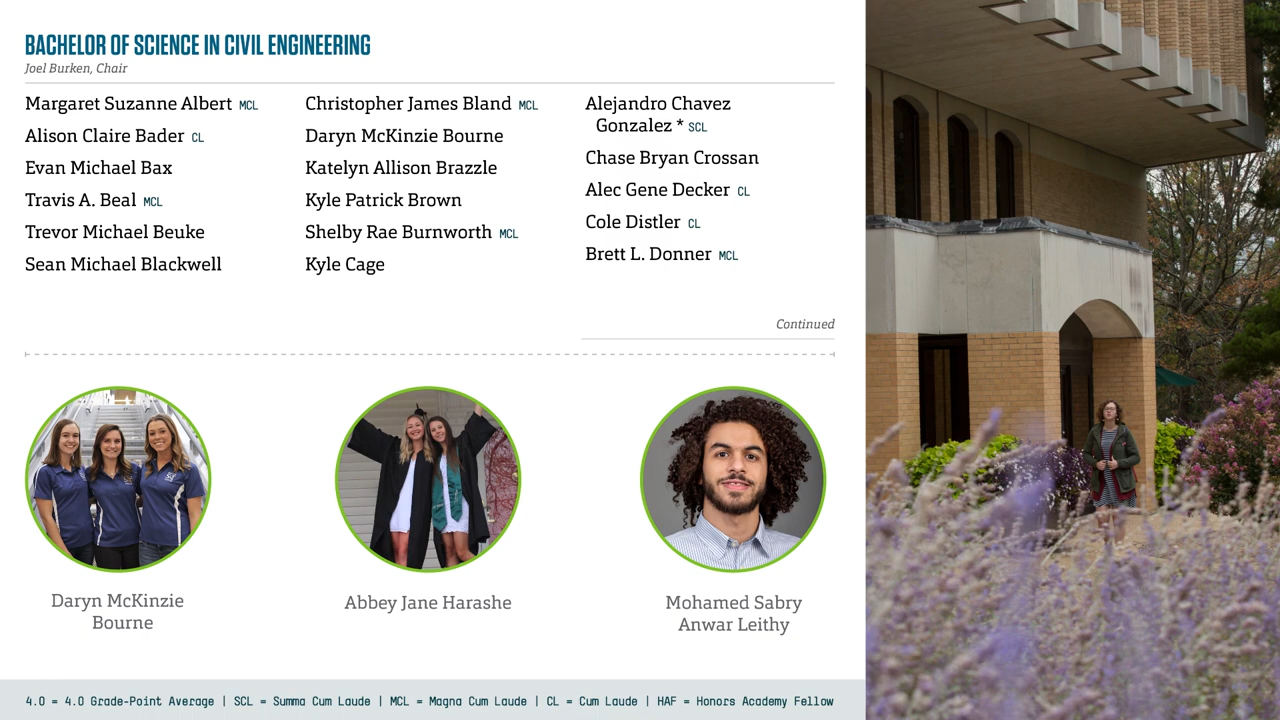 BACHELOR OF SCIENCE IN CIVIL ENGINEERING
Joel Burken, Chair
Margaret Suzanne Albert MCL
Alison Claire Bader CL
Evan Michael Bax
Travis A. Beal MCL
Trevor Michael Beuke
Sean Michael Blackwell
Christopher James Bland MCL
Daryn McKinzie Bourne
Katelyn Allison Brazzle
Kyle Patrick Brown
Shelby Rae Burnworth MCL
Kyle Cage
Alejandro Chavez
Gonzalez * SCL
Chase Bryan Crossan
Alec Gene Decker CL
Cole Distler CL
Brett L. Donner MCL
Continued
Daryn McKinzie
Bourne
Abbey Jane Harashe
Mohamed Sabry
Anwar Leithy
4.0 = 4.0 Grade-Point Average | SCL = Summa Cum Laude | MCL = Magna Cum Laude | CL = Cum Laude | HAF = Honors Academy Fellow